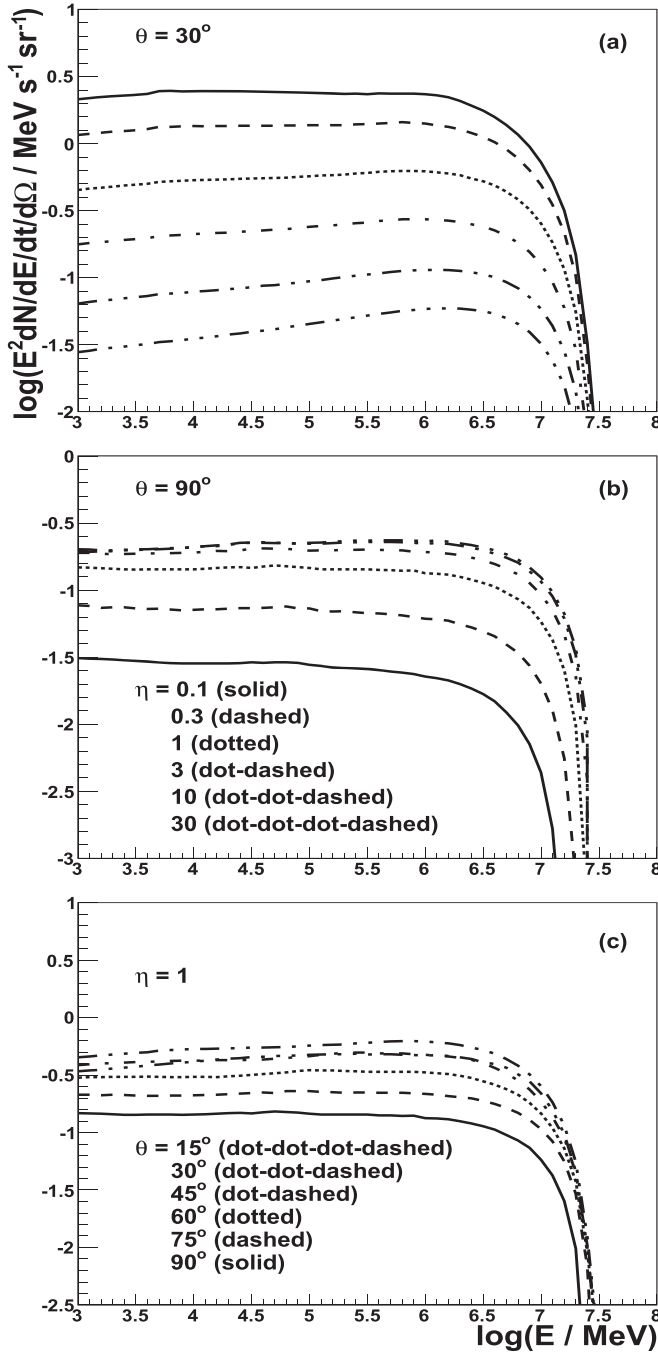 log(E²dN/dE/dt/dΩ / MeV s⁻¹ sr⁻¹)
1
0.5
0
-0.5
-1
-1.5
-2
θ = 30°
(a)
3 3.5 4 4.5 5 5.5 6 6.5 7 7.5 8
0
-0.5
-1
-1.5
-2
-2.5
-3
θ = 90°
(b)
η = 0.1 (solid)
0.3 (dashed)
1 (dotted)
3 (dot-dashed)
10 (dot-dot-dashed)
30 (dot-dot-dot-dashed)
3 3.5 4 4.5 5 5.5 6 6.5 7 7.5 8
1
0.5
0
-0.5
-1
-1.5
-2
-2.5
(c)
η = 1
θ = 15° (dot-dot-dot-dashed)
30° (dot-dot-dashed)
45° (dot-dashed)
60° (dotted)
75° (dashed)
90° (solid)
3 3.5 4 4.5 5 5.5 6 6.5 7 7.5 8
log(E / MeV)